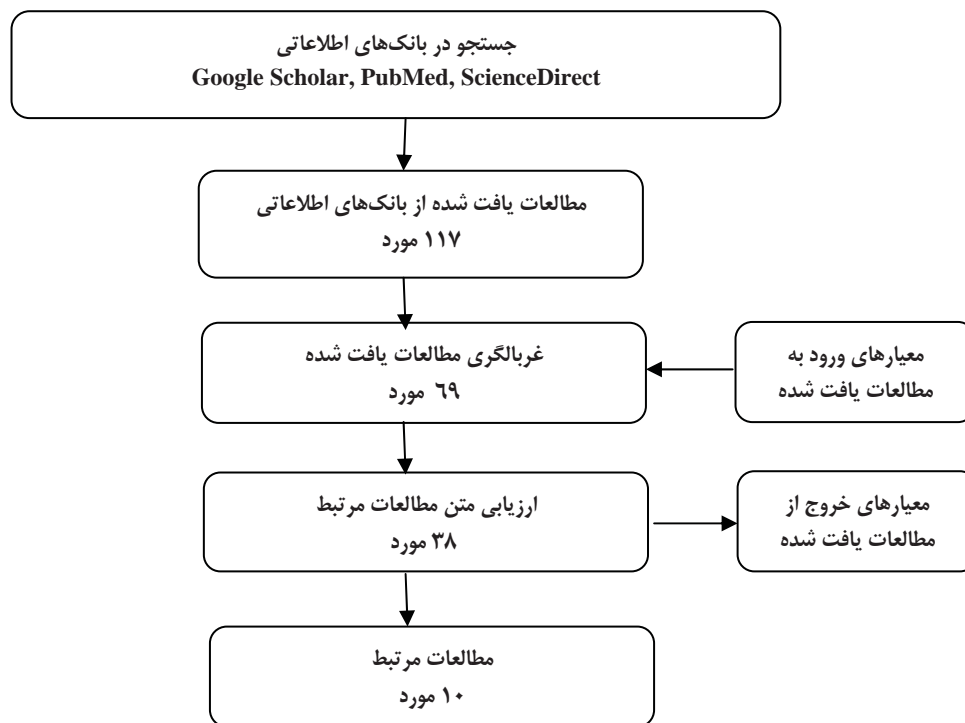 جستجو در بانک‌های اطلاعاتی
Google Scholar, PubMed, ScienceDirect
مطالعات یافت شده از بانک‌های اطلاعاتی
۱۱۷ مورد
غربالگری مطالعات یافت شده
۶۹ مورد
معیارهای ورود به
مطالعات یافت شده
ارزیابی متن مطالعات مرتبط
۳۸ مورد
معیارهای خروج از
مطالعات یافت شده
مطالعات مرتبط
۱۰ مورد